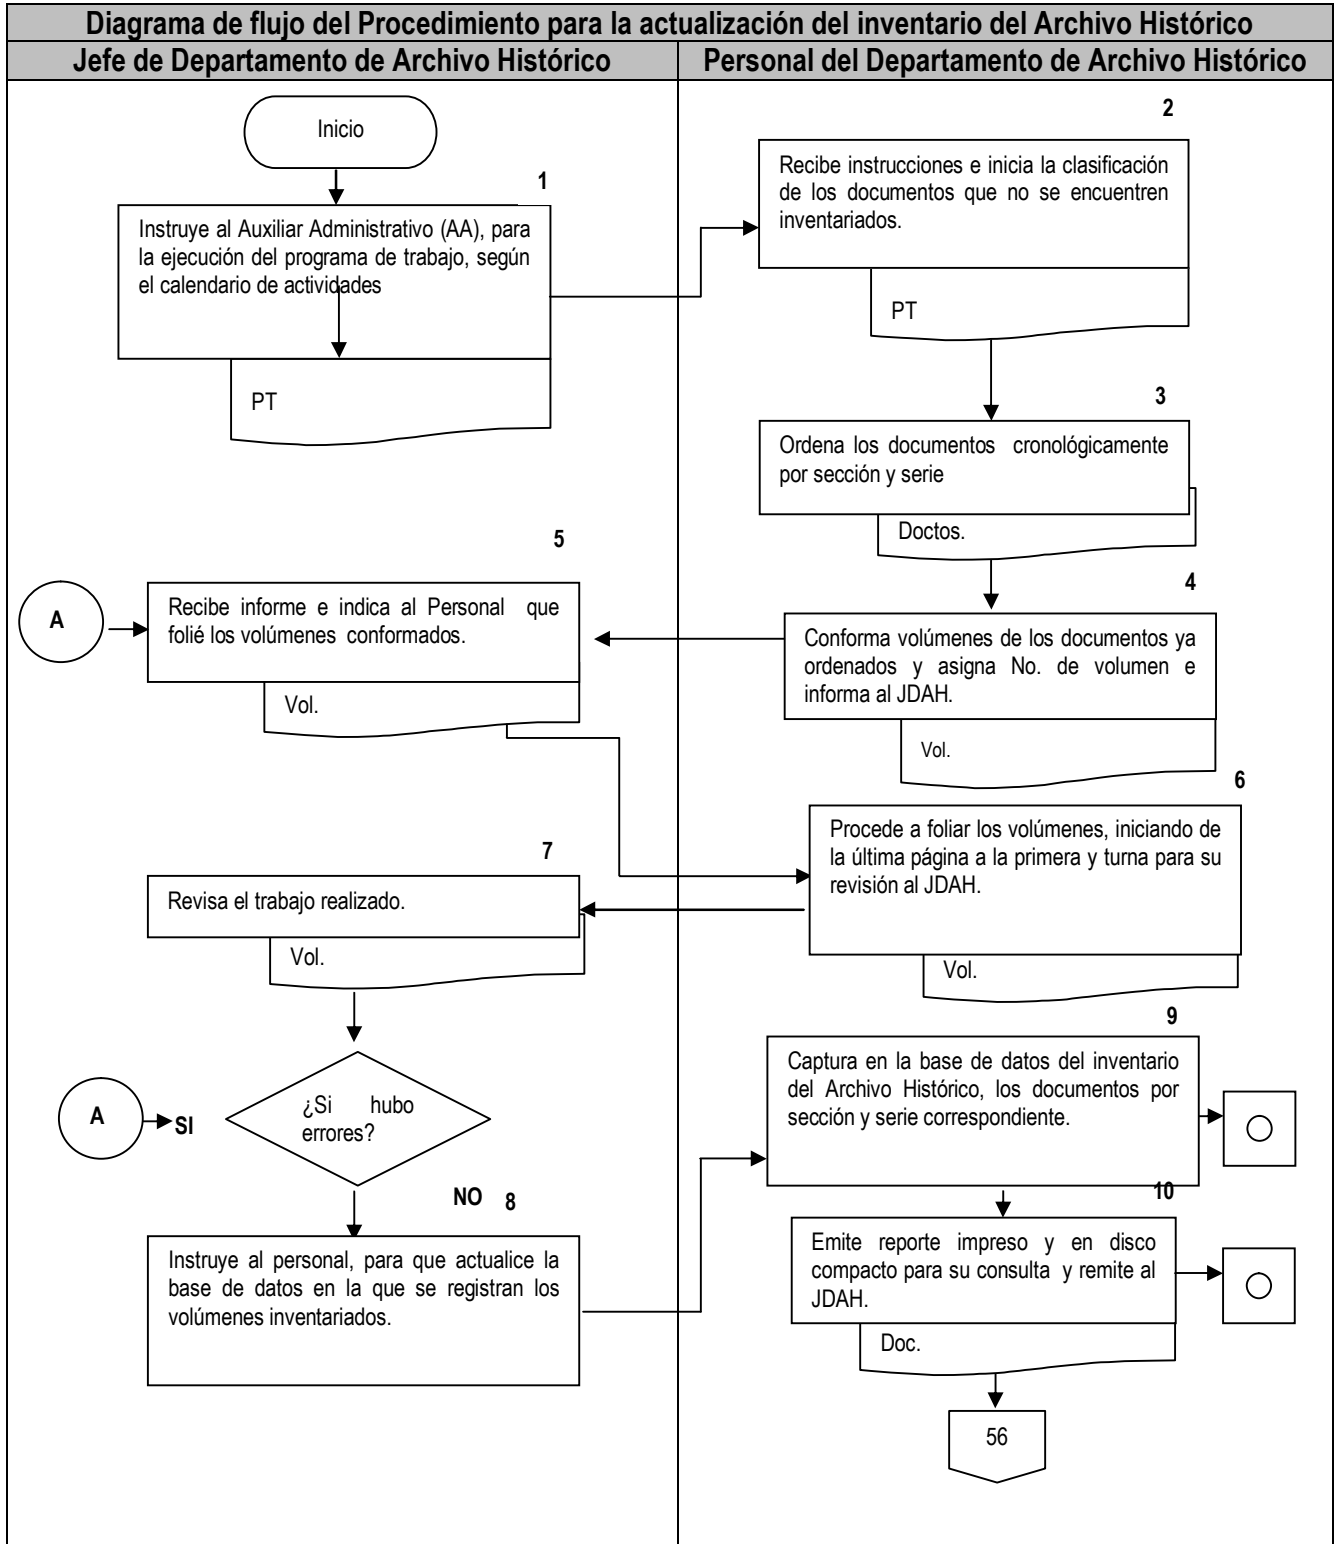 Diagrama de flujo del Procedimiento para la actualización del inventario del Archivo Histórico
Jefe de Departamento de Archivo Histórico
Personal del Departamento de Archivo Histórico
Inicio
1
Instruye al Auxiliar Administrativo (AA), para
la ejecución del programa de trabajo, según
el calendario de actividades
PT
2
Recibe instrucciones e inicia la clasificación
de los documentos que no se encuentren
inventariados.
PT
3
Ordena los documentos cronológicamente
por sección y serie
Doctos.
4
Conforma volúmenes de los documentos ya
ordenados y asigna No. de volumen e
informa al JDAH.
Vol.
5
A
Recibe informe e indica al Personal que
folié los volúmenes conformados.
Vol.
6
Procede a foliar los volúmenes, iniciando de
la última página a la primera y turna para su
revisión al JDAH.
Vol.
7
Revisa el trabajo realizado.
Vol.
A
SI
¿Si hubo
errores?
NO
8
Instruye al personal, para que actualice la
base de datos en la que se registran los
volúmenes inventariados.
9
Captura en la base de datos del inventario
del Archivo Histórico, los documentos por
sección y serie correspondiente.
10
Emite reporte impreso y en disco
compacto para su consulta y remite al
JDAH.
Doc.
56